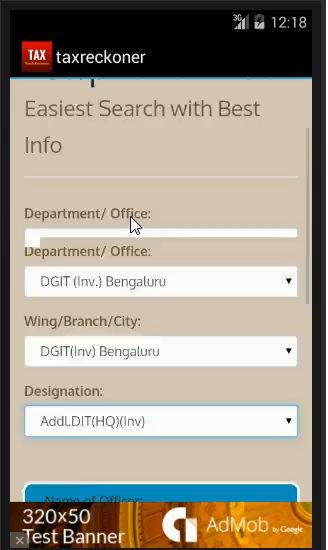 3G 12:18
TAX taxreckoner
Easiest Search with Best
Info
Department/ Office:
Department/ Office:
DGIT (Inv.) Bengaluru
Wing/Branch/City:
DGIT(Inv) Bengaluru
Designation:
Addl.DIT(HQ)(Inv)
Name of Officer:
320x50
Test Banner
AdMob by Google